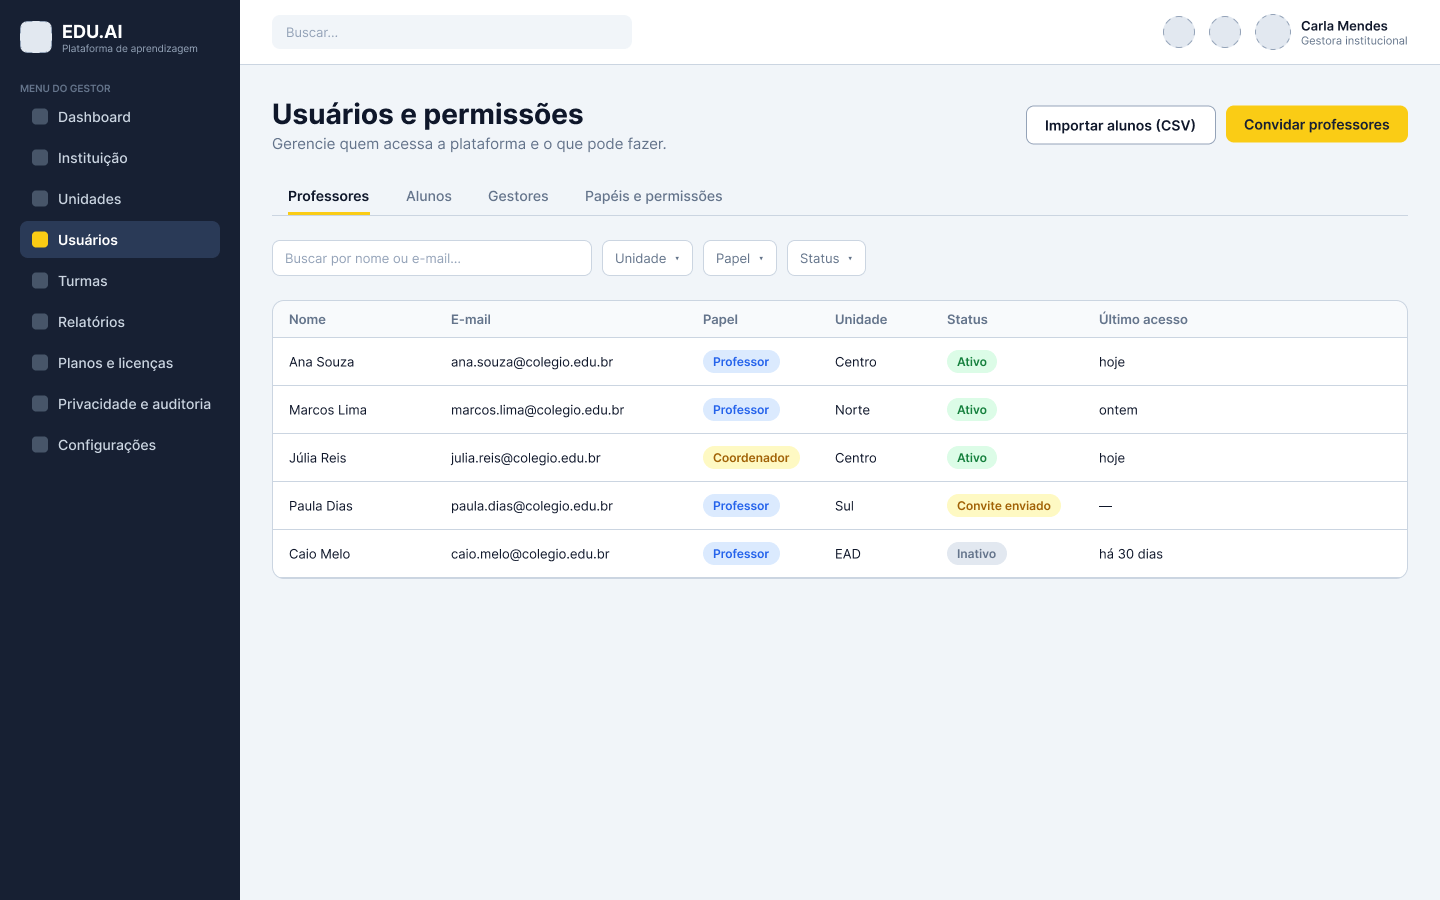 EDU.AI
Plataforma de aprendizagem
MENU DO GESTOR
Dashboard
Instituição
Unidades
Usuários
Turmas
Relatórios
Planos e licenças
Privacidade e auditoria
Configurações
Buscar...
Carla Mendes
Gestora institucional
Usuários e permissões
Gerencie quem acessa a plataforma e o que pode fazer.
Importar alunos (CSV)
Convidar professores
Professores Alunos Gestores Papéis e permissões
Buscar por nome ou e-mail... Unidade Papel Status
Nome E-mail Papel Unidade Status Último acesso
Ana Souza ana.souza@colegio.edu.br Professor Centro Ativo hoje
Marcos Lima marcos.lima@colegio.edu.br Professor Norte Ativo ontem
Júlia Reis julia.reis@colegio.edu.br Coordenador Centro Ativo hoje
Paula Dias paula.dias@colegio.edu.br Professor Sul Convite enviado —
Caio Melo caio.melo@colegio.edu.br Professor EAD Inativo há 30 dias